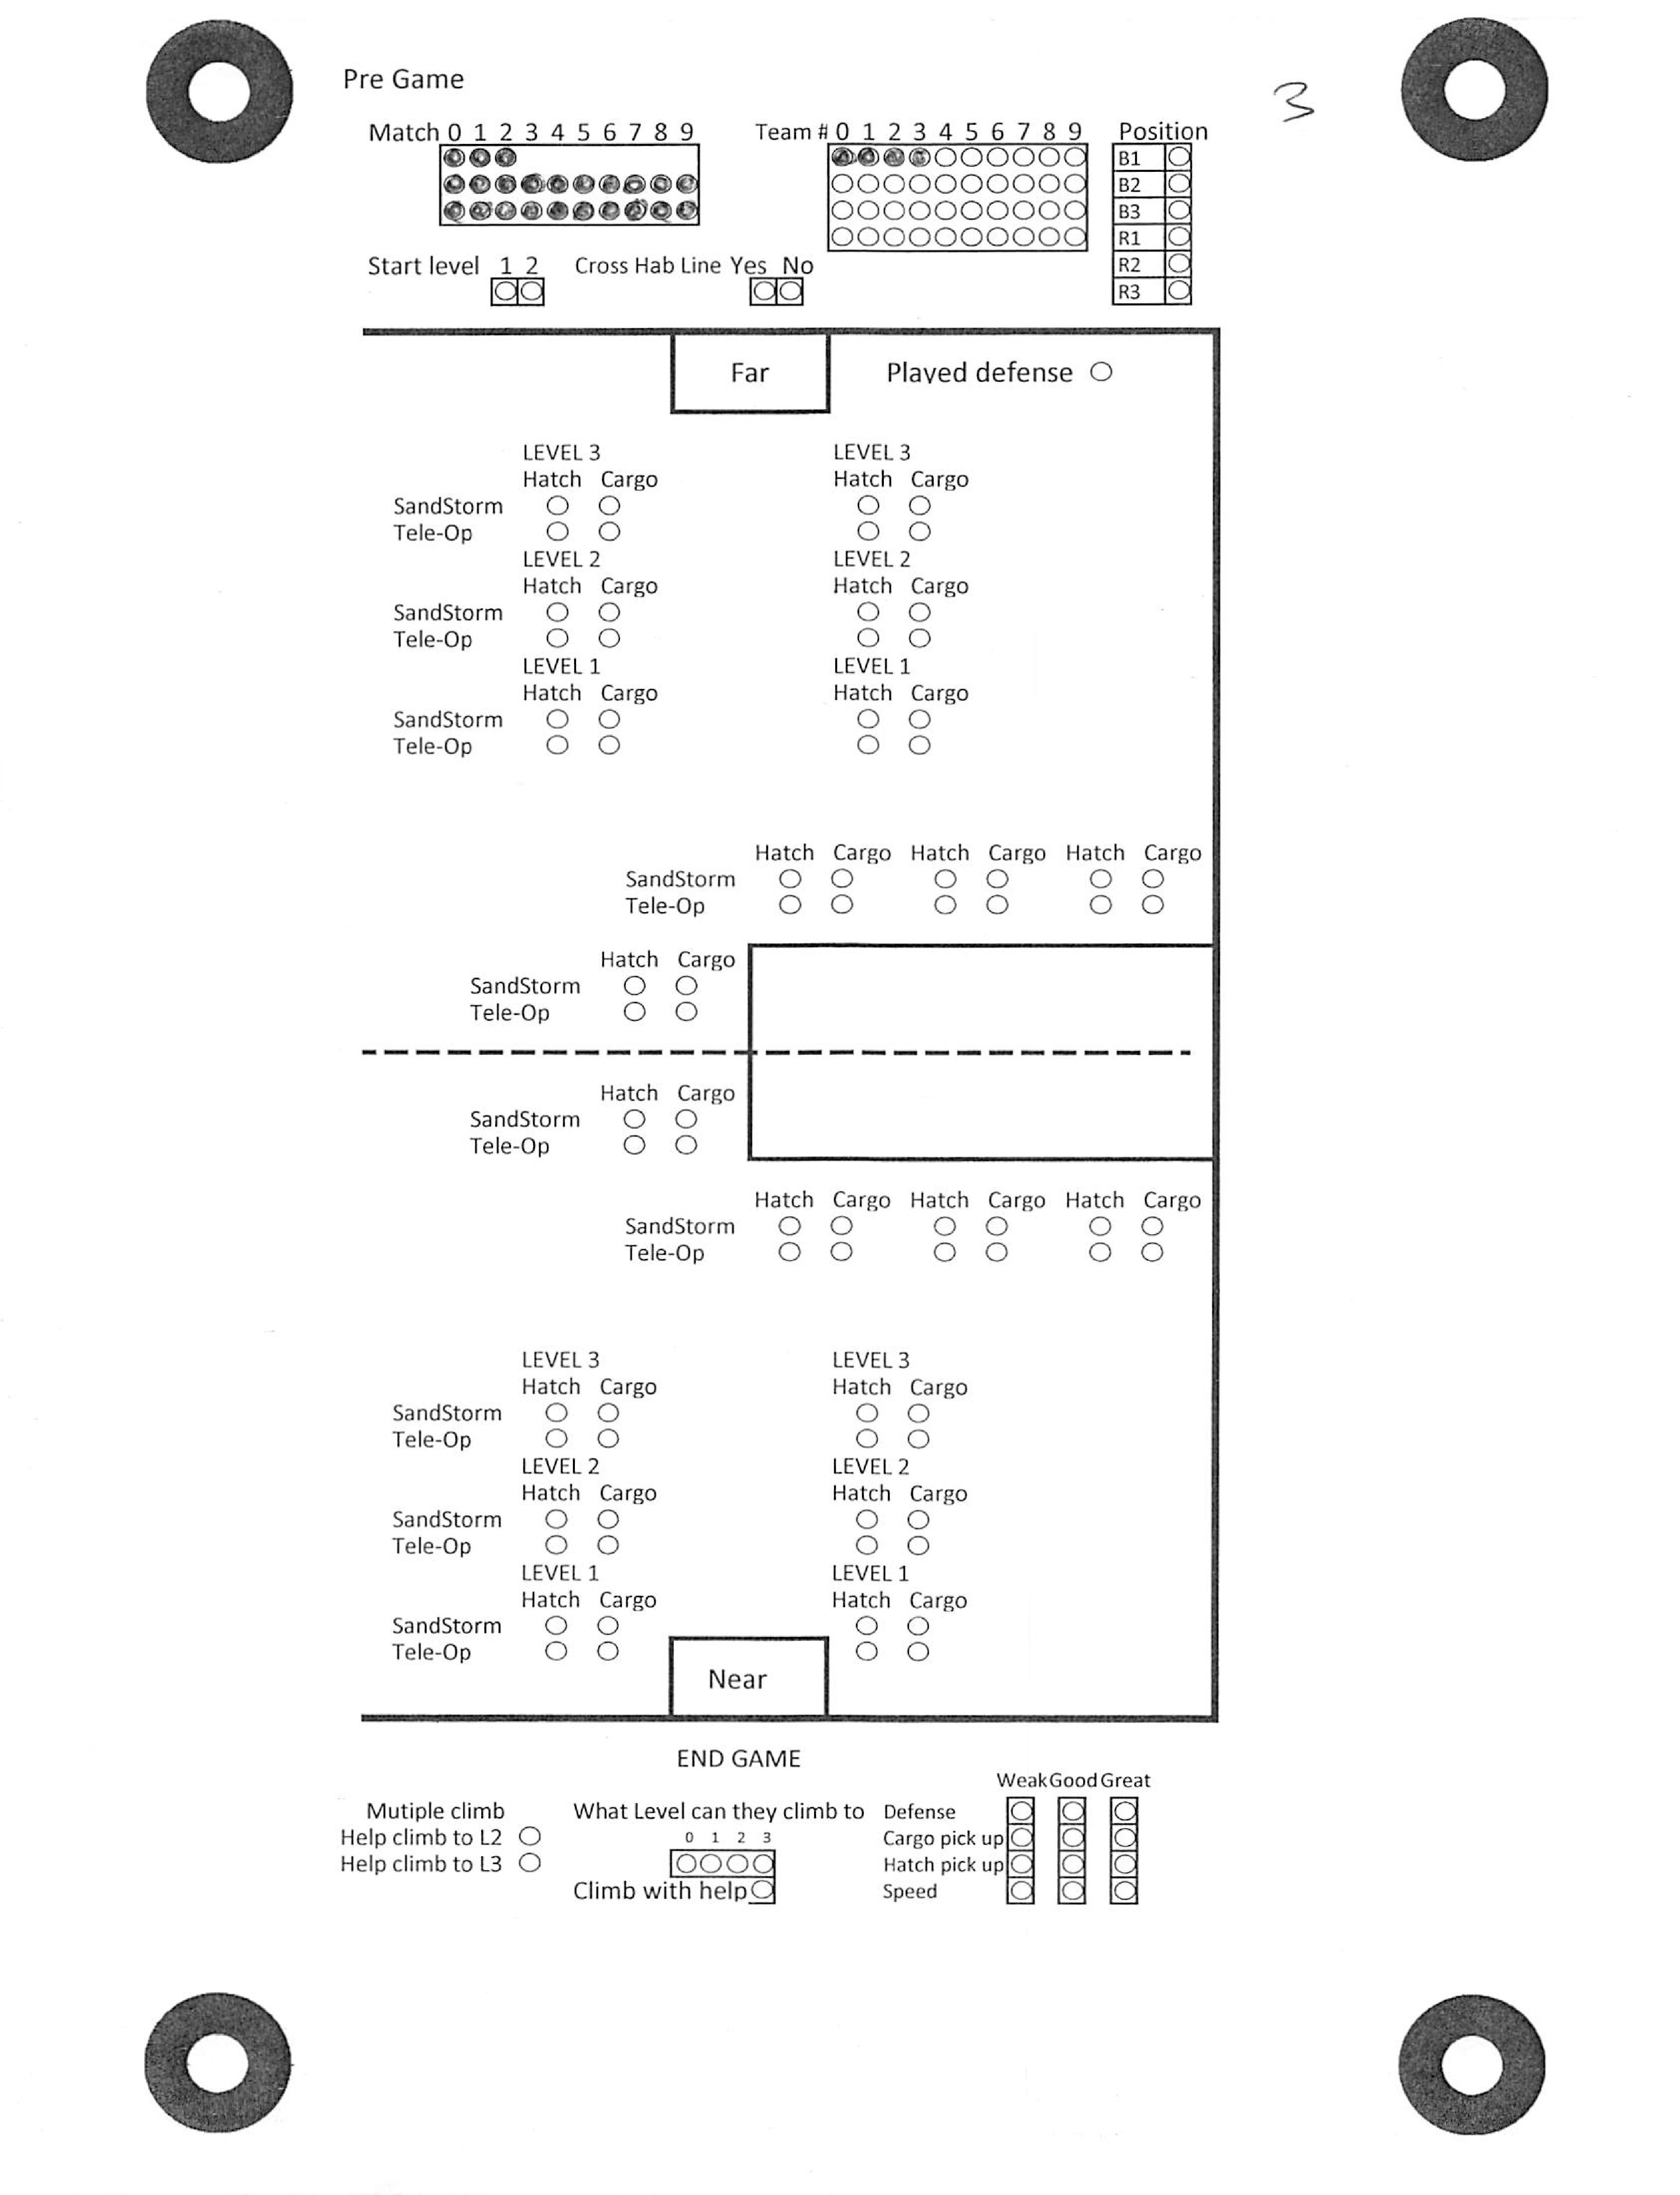 Pre Game
3
Match 0 1 2 3 4 5 6 7 8 9
Team # 0 1 2 3 4 5 6 7 8 9
Position
B1
B2
B3
R1
R2
R3
Start level 1 2
Cross Hab Line Yes No
Far
Played defense
LEVEL 3 LEVEL 3
Hatch Cargo Hatch Cargo
SandStorm
Tele-Op
LEVEL 2 LEVEL 2
Hatch Cargo Hatch Cargo
SandStorm
Tele-Op
LEVEL 1 LEVEL 1
Hatch Cargo Hatch Cargo
SandStorm
Tele-Op
Hatch Cargo Hatch Cargo Hatch Cargo
SandStorm
Tele-Op
Hatch Cargo
SandStorm
Tele-Op
Hatch Cargo
SandStorm
Tele-Op
Hatch Cargo Hatch Cargo Hatch Cargo
SandStorm
Tele-Op
LEVEL 3 LEVEL 3
Hatch Cargo Hatch Cargo
SandStorm
Tele-Op
LEVEL 2 LEVEL 2
Hatch Cargo Hatch Cargo
SandStorm
Tele-Op
LEVEL 1 LEVEL 1
Hatch Cargo Hatch Cargo
SandStorm
Tele-Op
Near
END GAME
Mutiple climb
Help climb to L2
Help climb to L3
What Level can they climb to
0 1 2 3
Climb with help
Weak Good Great
Defense
Cargo pick up
Hatch pick up
Speed